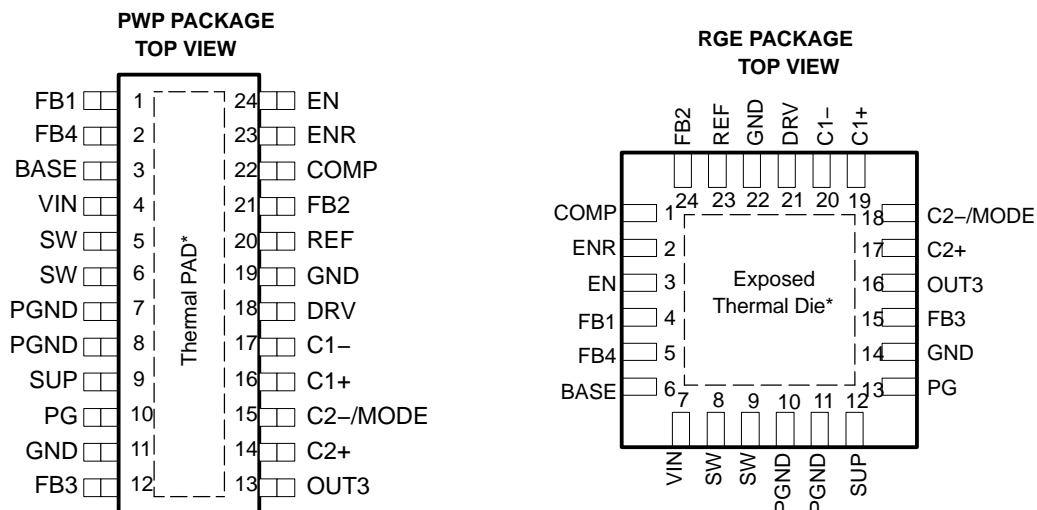 PWP PACKAGE
TOP VIEW
FB1 1
FB4 2
BASE 3
VIN 4
SW 5
SW 6
PGND 7
PGND 8
SUP 9
PG 10
GND 11
FB3 12
Thermal PAD*
24 EN
23 ENR
22 COMP
21 FB2
20 REF
19 GND
18 DRV
17 C1−
16 C1+
15 C2−/MODE
14 C2+
13 OUT3
RGE PACKAGE
TOP VIEW
FB2 REF GND DRV C1− C1+
24 23 22 21 20 19
COMP 1
ENR 2
EN 3
FB1 4
FB4 5
BASE 6
Exposed
Thermal Die*
18 C2−/MODE
17 C2+
16 OUT3
15 FB3
14 GND
13 PG
7 8 9 10 11 12
VIN SW SW PGND PGND SUP